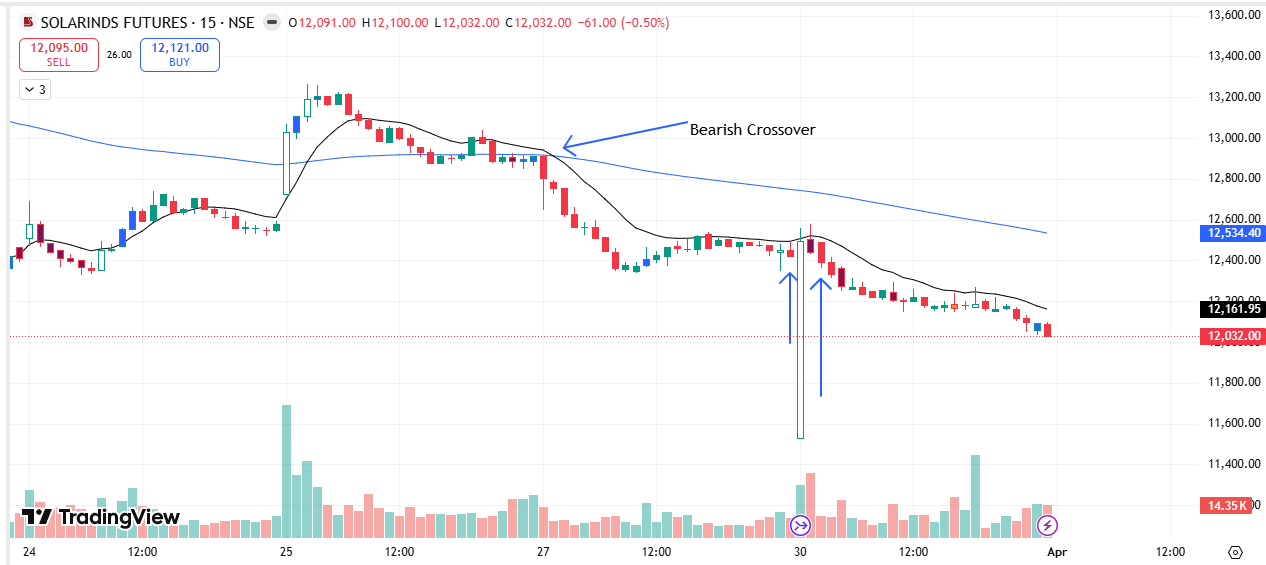 SOLARINDS FUTURES · 15 · NSE O12,091.00 H12,100.00 L12,032.00 C12,032.00 −61.00 (−0.50%)
12,095.00 SELL
26.00
12,121.00 BUY
3
Bearish Crossover
13,600.00
13,400.00
13,200.00
13,000.00
12,800.00
12,600.00
12,534.40
12,400.00
12,200.00
12,161.95
12,032.00
11,800.00
11,600.00
11,400.00
14.35K
TradingView
24 12:00 25 12:00 27 12:00 30 12:00 Apr 12:00